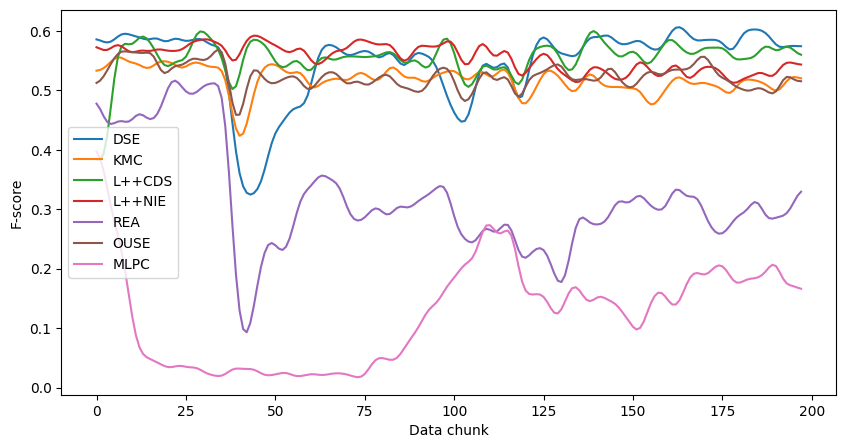 0.6
0.5
0.4
0.3
0.2
0.1
0.0
F-score
DSE
KMC
L++CDS
L++NIE
REA
OUSE
MLPC
0 25 50 75 100 125 150 175 200
Data chunk